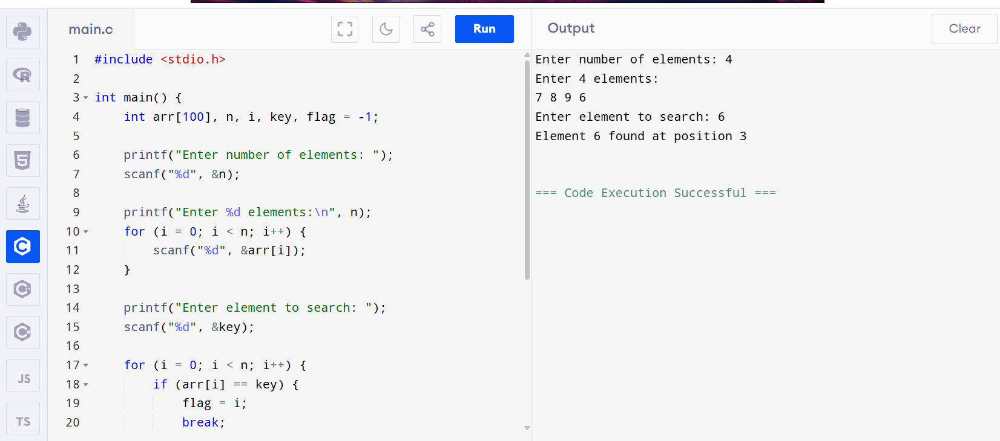 main.c
Run
Output
Clear
1 #include <stdio.h>
2
3 int main() {
4     int arr[100], n, i, key, flag = -1;
5
6     printf("Enter number of elements: ");
7     scanf("%d", &n);
8
9     printf("Enter %d elements:\n", n);
10     for (i = 0; i < n; i++) {
11         scanf("%d", &arr[i]);
12     }
13
14     printf("Enter element to search: ");
15     scanf("%d", &key);
16
17     for (i = 0; i < n; i++) {
18         if (arr[i] == key) {
19             flag = i;
20             break;
Enter number of elements: 4
Enter 4 elements:
7 8 9 6
Enter element to search: 6
Element 6 found at position 3
=== Code Execution Successful ===
R
5
C
C++
C#
JS
TS